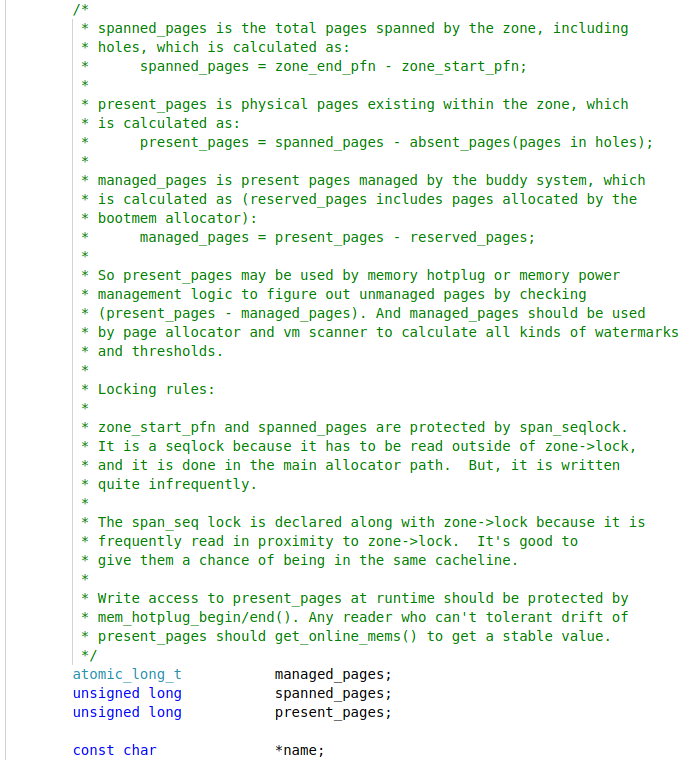 /*
 * spanned_pages is the total pages spanned by the zone, including
 * holes, which is calculated as:
 *     spanned_pages = zone_end_pfn - zone_start_pfn;
 *
 * present_pages is physical pages existing within the zone, which
 * is calculated as:
 *     present_pages = spanned_pages - absent_pages(pages in holes);
 *
 * managed_pages is present pages managed by the buddy system, which
 * is calculated as (reserved_pages includes pages allocated by the
 * bootmem allocator):
 *     managed_pages = present_pages - reserved_pages;
 *
 * So present_pages may be used by memory hotplug or memory power
 * management logic to figure out unmanaged pages by checking
 * (present_pages - managed_pages). And managed_pages should be used
 * by page allocator and vm scanner to calculate all kinds of watermarks
 * and thresholds.
 *
 * Locking rules:
 *
 * zone_start_pfn and spanned_pages are protected by span_seqlock.
 * It is a seqlock because it has to be read outside of zone->lock,
 * and it is done in the main allocator path.  But, it is written
 * quite infrequently.
 *
 * The span_seq lock is declared along with zone->lock because it is
 * frequently read in proximity to zone->lock.  It's good to
 * give them a chance of being in the same cacheline.
 *
 * Write access to present_pages at runtime should be protected by
 * mem_hotplug_begin/end(). Any reader who can't tolerant drift of
 * present_pages should get_online_mems() to get a stable value.
 */
atomic_long_t           managed_pages;
unsigned long           spanned_pages;
unsigned long           present_pages;

const char              *name;